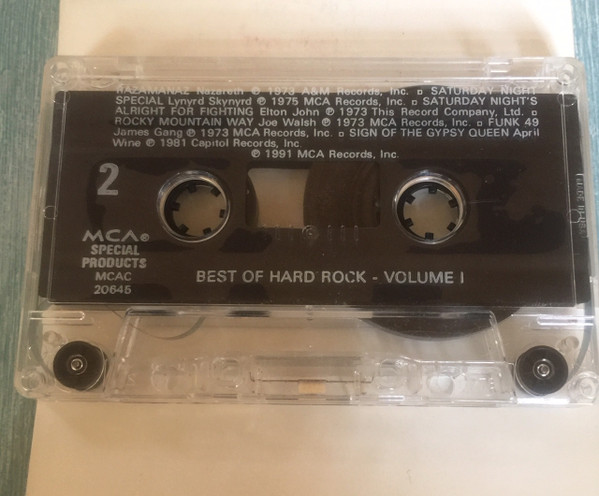 RAZAMANAZ Nazareth ℗ 1973 A&M Records, Inc. ▫ SATURDAY NIGHT
SPECIAL Lynyrd Skynyrd ℗ 1975 MCA Records, Inc. ▫ SATURDAY NIGHT'S
ALRIGHT FOR FIGHTING Elton John ℗ 1973 This Record Company, Ltd. ▫
ROCKY MOUNTAIN WAY Joe Walsh ℗ 1973 MCA Records, Inc. ▫ FUNK 49
James Gang ℗ 1973 MCA Records, Inc. ▫ SIGN OF THE GYPSY QUEEN April
Wine ℗ 1981 Capitol Records, Inc.
℗ 1991 MCA Records, Inc.
2
MCA®
SPECIAL
PRODUCTS
MCAC
20645
BEST OF HARD ROCK - VOLUME I